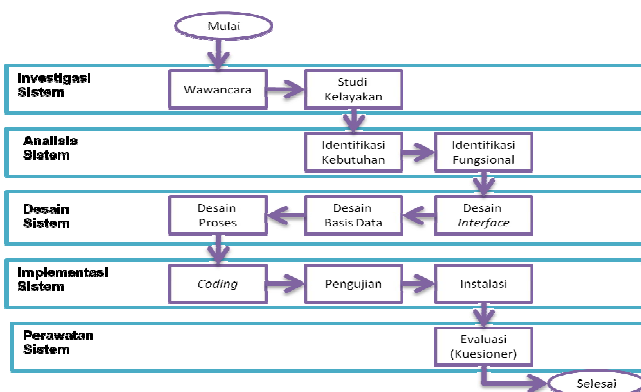 Mulai
Investigasi
Sistem
Wawancara
Studi
Kelayakan
Analisis
Sistem
Identifikasi
Kebutuhan
Identifikasi
Fungsional
Desain
Sistem
Desain
Proses
Desain
Basis Data
Desain
Interface
Implementasi
Sistem
Coding
Pengujian
Instalasi
Perawatan
Sistem
Evaluasi
(Kuesioner)
Selesai